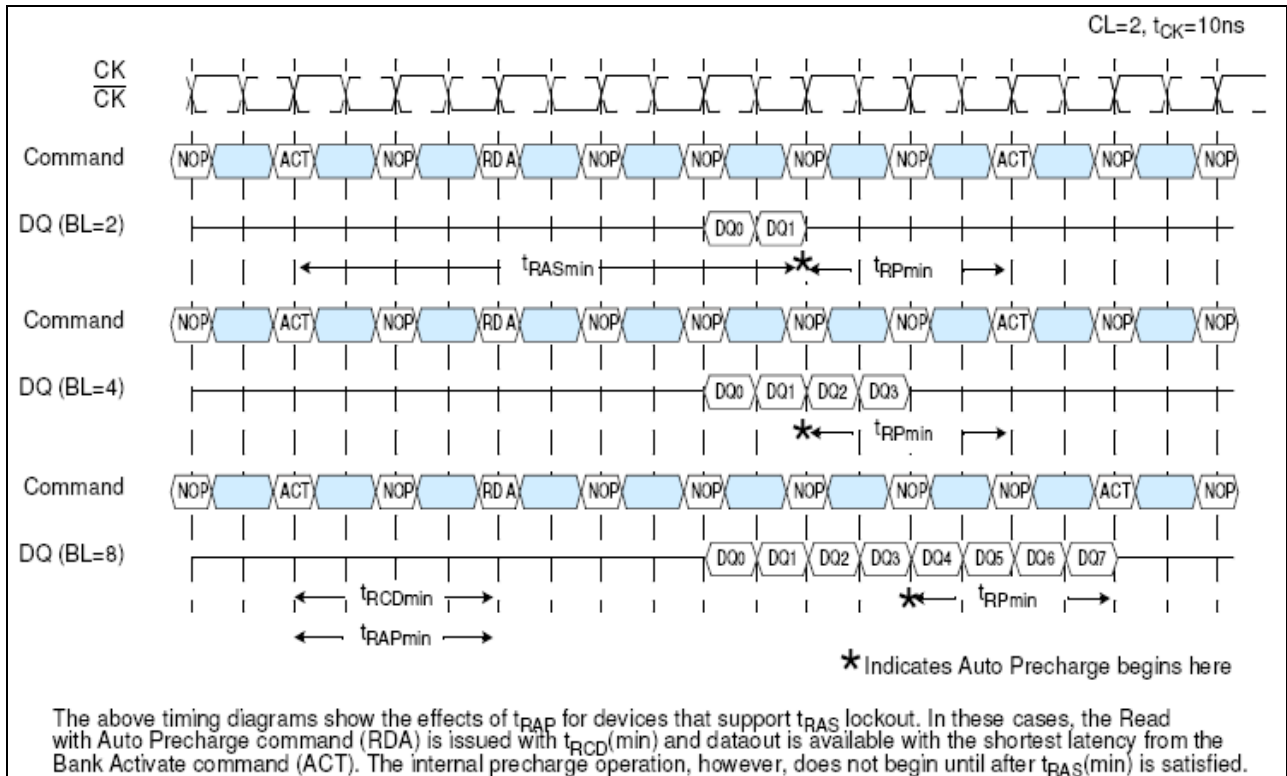 CL=2, tCK=10ns
CK
CK
Command NOP ACT NOP RDA NOP NOP NOP NOP ACT NOP NOP
DQ (BL=2) DQ0 DQ1
tRASmin * tRPmin
Command NOP ACT NOP RDA NOP NOP NOP NOP ACT NOP NOP
DQ (BL=4) DQ0 DQ1 DQ2 DQ3
* tRPmin
Command NOP ACT NOP RDA NOP NOP NOP NOP NOP ACT NOP
DQ (BL=8) DQ0 DQ1 DQ2 DQ3 DQ4 DQ5 DQ6 DQ7
tRCDmin * tRPmin
tRAPmin
* Indicates Auto Precharge begins here
The above timing diagrams show the effects of tRAP for devices that support tRAS lockout. In these cases, the Read
with Auto Precharge command (RDA) is issued with tRCD(min) and dataout is available with the shortest latency from the
Bank Activate command (ACT). The internal precharge operation, however, does not begin until after tRAS(min) is satisfied.